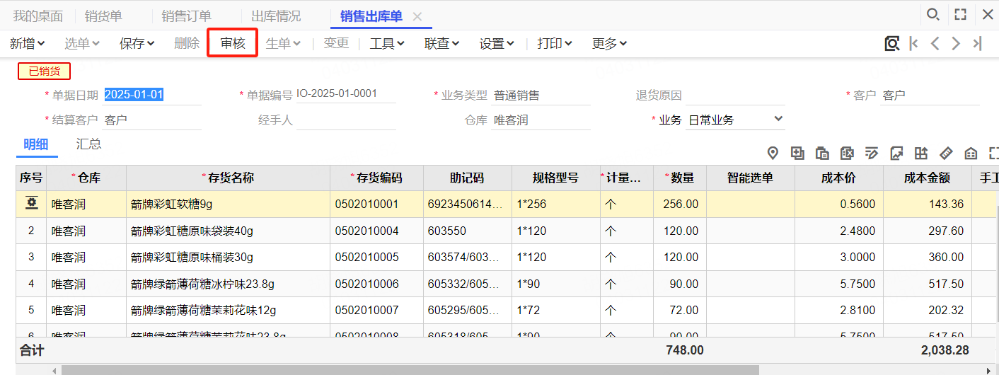 我的桌面 销货单 销售订单 出库情况 销售出库单
新增 选单 保存 删除 审核 生单 变更 工具 联查 设置 打印 更多
已销货
* 单据日期 2025-01-01 * 单据编号 IO-2025-01-0001 * 业务类型 普通销售 退货原因 * 客户 客户
* 结算客户 客户 经手人 仓库 唯客润 * 业务 日常业务
明细 汇总
序号 * 仓库 * 存货名称 * 存货编码 助记码 规格型号 * 计量... * 数量 智能选单 成本价 成本金额 手工
唯客润 箭牌彩虹软糖9g 0502010001 6923450614... 1*256 个 256.00 0.5600 143.36
2 唯客润 箭牌彩虹糖原味袋装40g 0502010004 603550 1*120 个 120.00 2.4800 297.60
3 唯客润 箭牌彩虹糖原味桶装30g 0502010005 603574/603... 1*120 个 120.00 3.0000 360.00
4 唯客润 箭牌绿箭薄荷糖冰柠味23.8g 0502010006 605332/605... 1*90 个 90.00 5.7500 517.50
5 唯客润 箭牌绿箭薄荷糖茉莉花味12g 0502010007 605295/605... 1*72 个 72.00 2.8100 202.32
6 唯客润 箭牌绿箭薄荷糖茉莉花味23.8g 0502010008 605318/605... 1*90 个 90.00 5.7500 517.50
合计 748.00 2,038.28